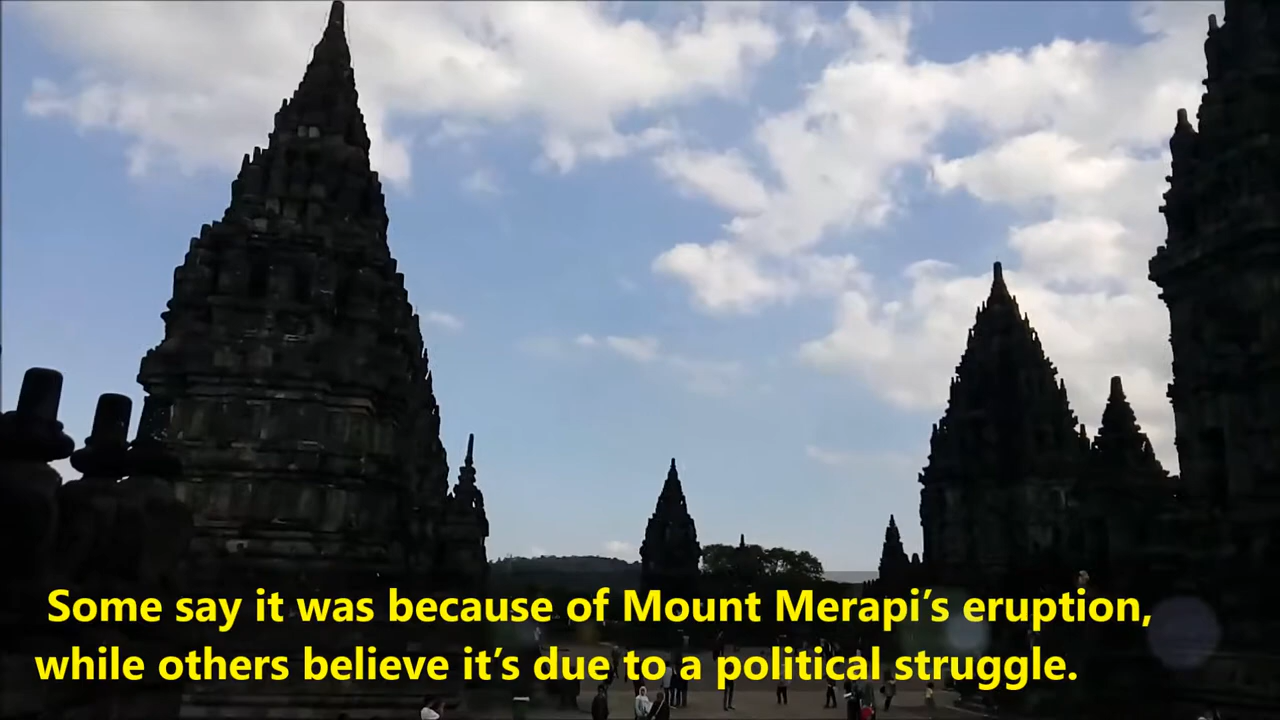 Some say it was because of Mount Merapi’s eruption,
while others believe it’s due to a political struggle.